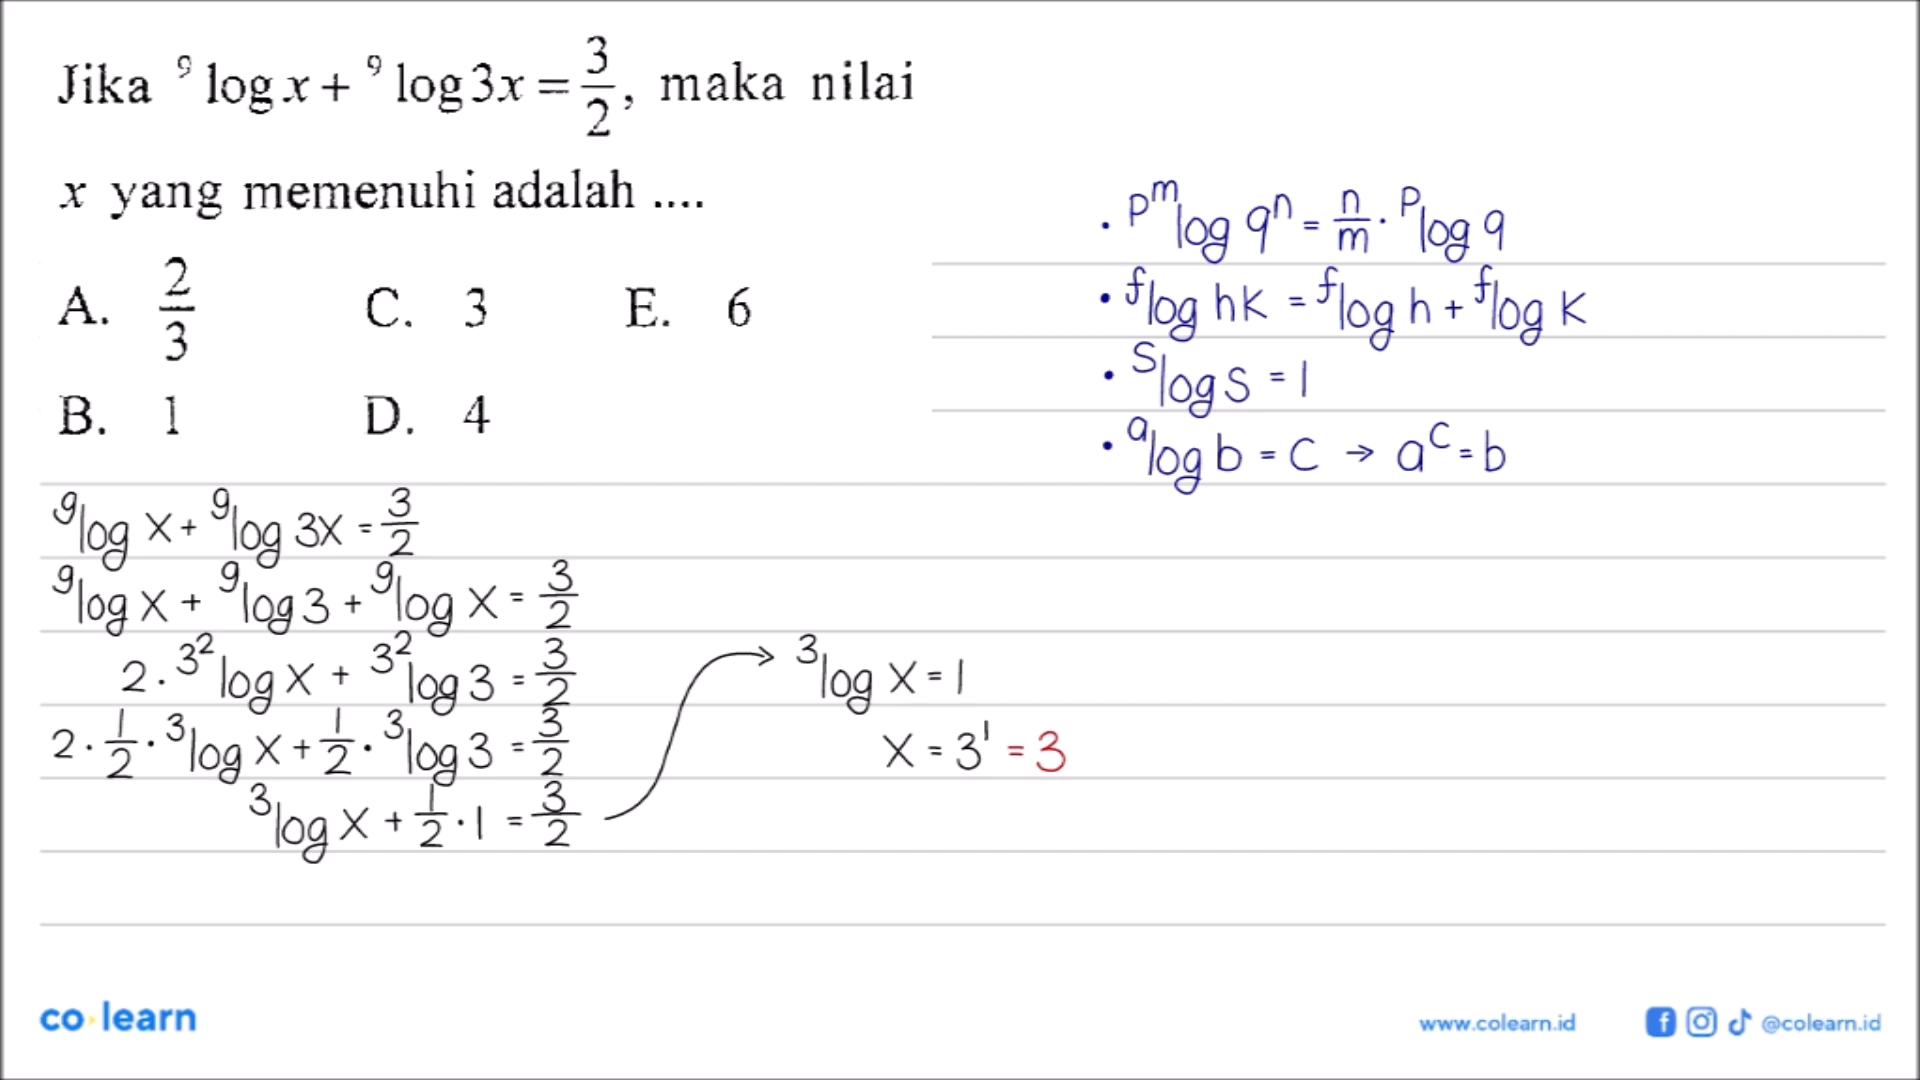 Jika ⁹log x + ⁹log 3x = 3/2, maka nilai
x yang memenuhi adalah ....
A. 2/3 C. 3 E. 6
B. 1 D. 4
• pᵐlog qⁿ = n/m · ᵖlog q
• ᶠlog hk = ᶠlog h + ᶠlog k
• ˢlog s = 1
• ᵃlog b = c → aᶜ = b
⁹log x + ⁹log 3x = 3/2
⁹log x + ⁹log 3 + ⁹log x = 3/2
2 · 3²log x + 3²log 3 = 3/2
2 · 1/2 · ³log x + 1/2 · ³log 3 = 3/2
³log x + 1/2 · 1 = 3/2
→ ³log x = 1
x = 3¹ = 3
co learn
www.colearn.id @colearn.id